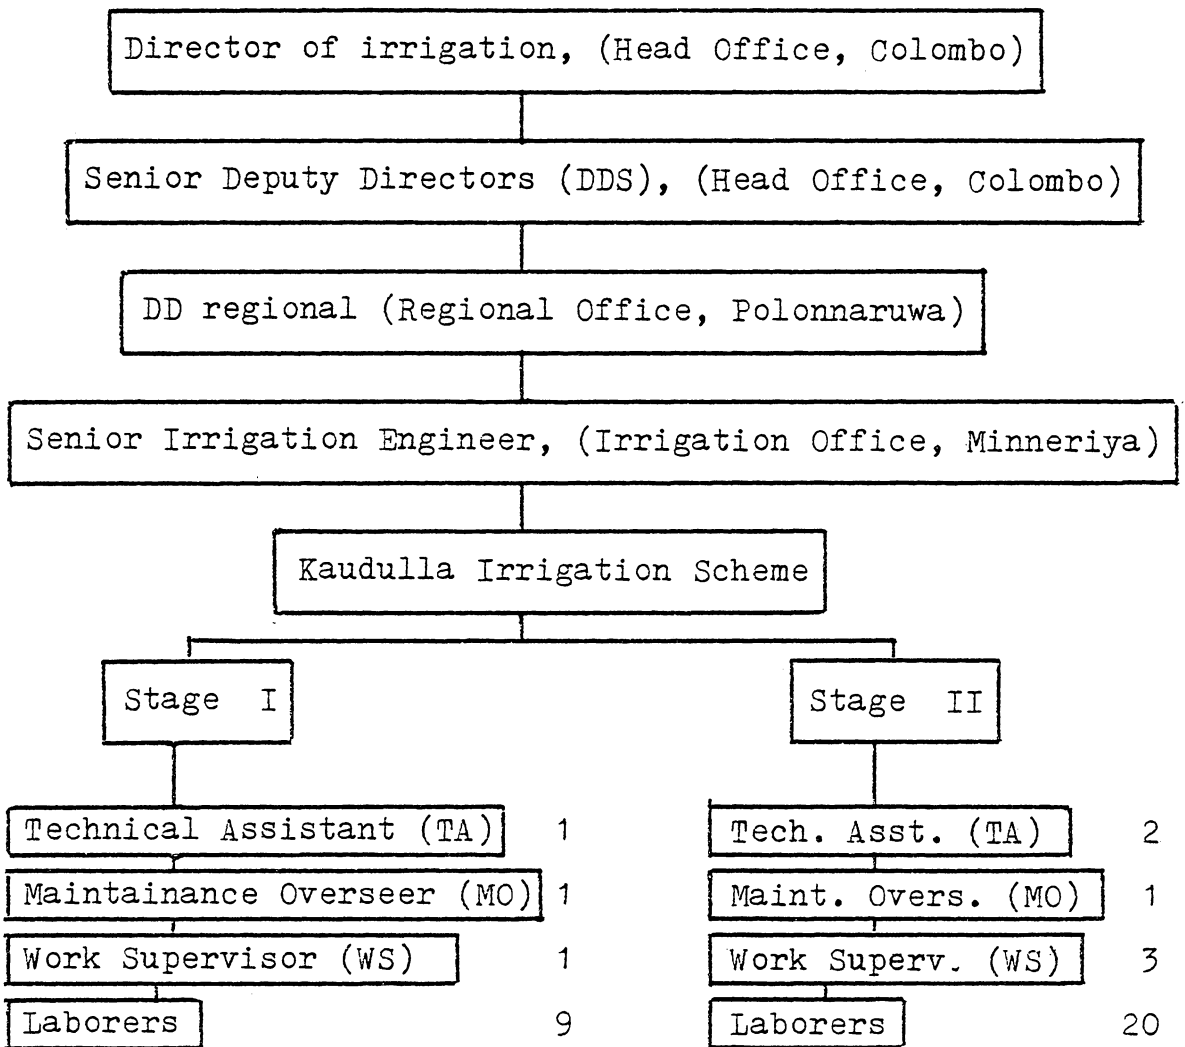 Director of irrigation, (Head Office, Colombo)
Senior Deputy Directors (DDS), (Head Office, Colombo)
DD regional (Regional Office, Polonnaruwa)
Senior Irrigation Engineer, (Irrigation Office, Minneriya)
Kaudulla Irrigation Scheme
Stage I
Stage II
Technical Assistant (TA) 1
Tech. Asst. (TA) 2
Maintainance Overseer (MO) 1
Maint. Overs. (MO) 1
Work Supervisor (WS) 1
Work Superv. (WS) 3
Laborers 9
Laborers 20